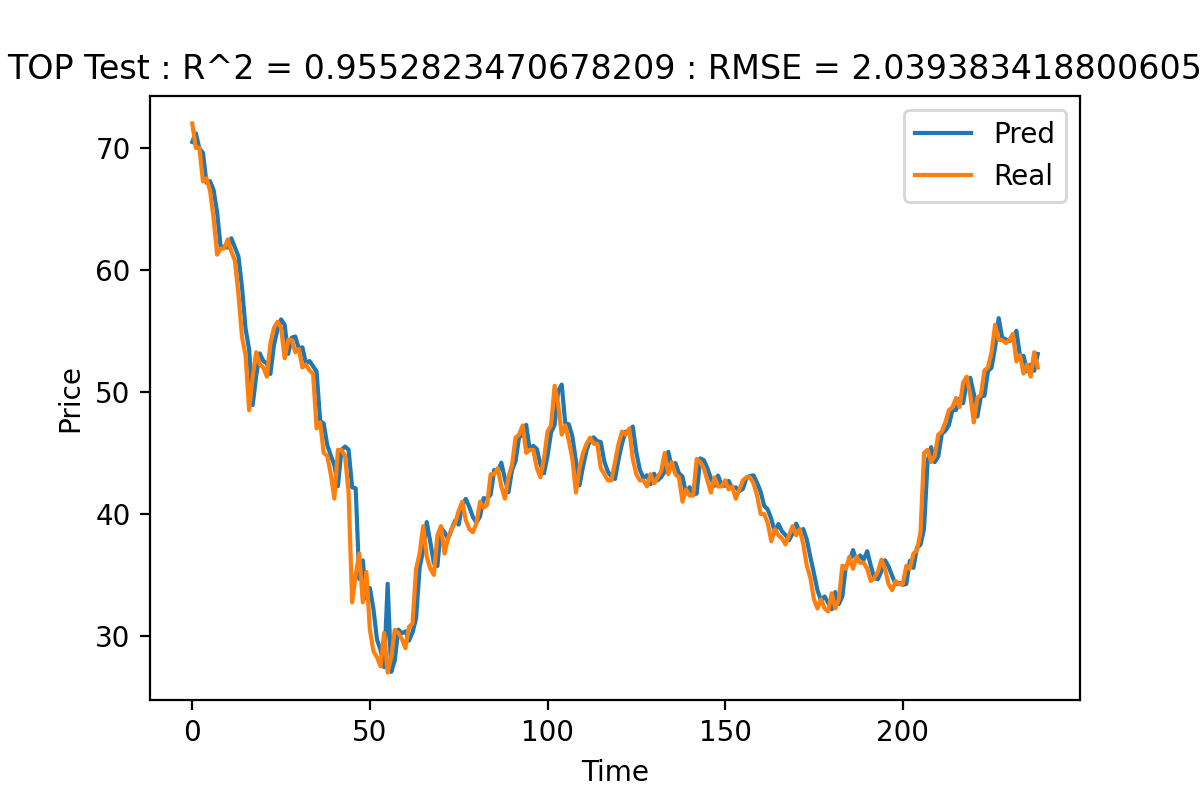 TOP Test : R^2 = 0.9552823470678209 : RMSE = 2.039383418800605
Pred
Real
Price
70
60
50
40
30
0 50 100 150 200
Time